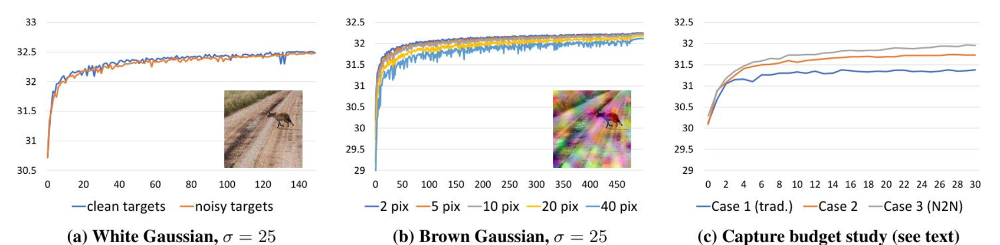 33
32.5
32
31.5
31
30.5
0 20 40 60 80 100 120 140
clean targets noisy targets
(a) White Gaussian, σ = 25
32.5
32
31.5
31
30.5
30
29.5
29
0 50 100 150 200 250 300 350 400 450
2 pix 5 pix 10 pix 20 pix 40 pix
(b) Brown Gaussian, σ = 25
32.5
32
31.5
31
30.5
30
29.5
29
0 2 4 6 8 10 12 14 16 18 20 22 24 26 28 30
Case 1 (trad.) Case 2 Case 3 (N2N)
(c) Capture budget study (see text)